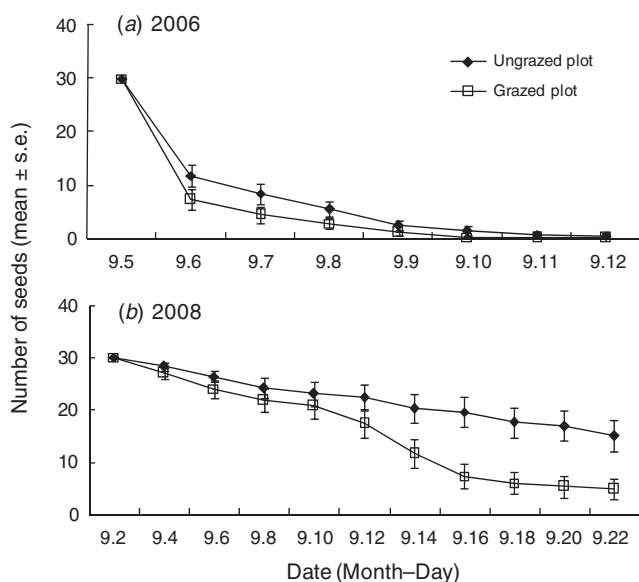 (a) 2006
Ungrazed plot
Grazed plot
40
30
20
10
0
9.5 9.6 9.7 9.8 9.9 9.10 9.11 9.12
Number of seeds (mean ± s.e.)
(b) 2008
40
30
20
10
0
9.2 9.4 9.6 9.8 9.10 9.12 9.14 9.16 9.18 9.20 9.22
Date (Month–Day)